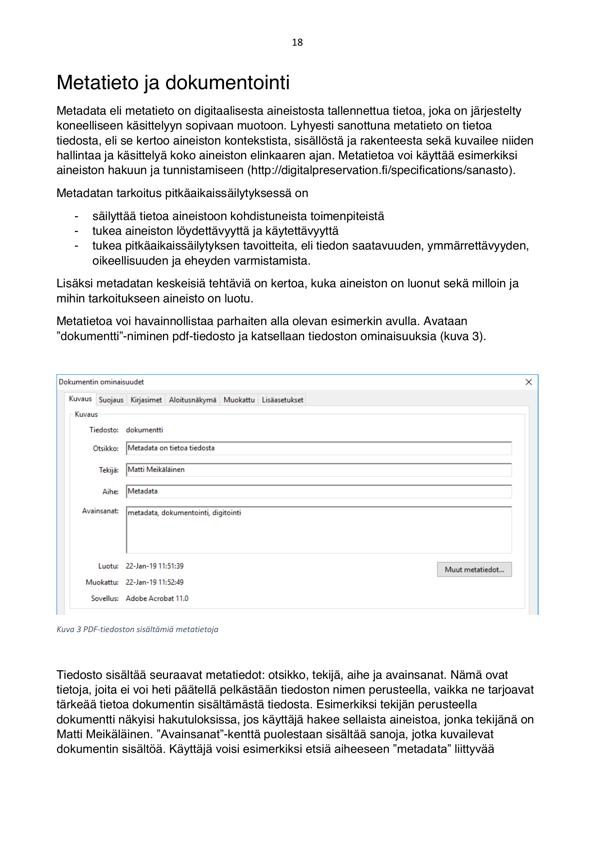 18
Metatieto ja dokumentointi
Metadata eli metatieto on digitaalisesta aineistosta tallennettua tietoa, joka on järjestelty
koneelliseen käsittelyyn sopivaan muotoon. Lyhyesti sanottuna metatieto on tietoa
tiedosta, eli se kertoo aineiston kontekstista, sisällöstä ja rakenteesta sekä kuvailee niiden
hallintaa ja käsittelyä koko aineiston elinkaaren ajan. Metatietoa voi käyttää esimerkiksi
aineiston hakuun ja tunnistamiseen (http://digitalpreservation.fi/specifications/sanasto).
Metadatan tarkoitus pitkäaikaissäilytyksessä on
- säilyttää tietoa aineistoon kohdistuneista toimenpiteistä
- tukea aineiston löydettävyyttä ja käytettävyyttä
- tukea pitkäaikaissäilytyksen tavoitteita, eli tiedon saatavuuden, ymmärrettävyyden,
oikeellisuuden ja eheyden varmistamista.
Lisäksi metadatan keskeisiä tehtäviä on kertoa, kuka aineiston on luonut sekä milloin ja
mihin tarkoitukseen aineisto on luotu.
Metatietoa voi havainnollistaa parhaiten alla olevan esimerkin avulla. Avataan
”dokumentti”-niminen pdf-tiedosto ja katsellaan tiedoston ominaisuuksia (kuva 3).
Dokumentin ominaisuudet
Kuvaus Suojaus Kirjasimet Aloitusnäkymä Muokattu Lisäasetukset
Kuvaus
Tiedosto: dokumentti
Otsikko: Metadata on tietoa tiedosta
Tekijä: Matti Meikäläinen
Aihe: Metadata
Avainsanat: metadata, dokumentointi, digitointi
Luotu: 22-Jan-19 11:51:39
Muut metatiedot...
Muokattu: 22-Jan-19 11:52:49
Sovellus: Adobe Acrobat 11.0
Kuva 3 PDF-tiedoston sisältämiä metatietoja
Tiedosto sisältää seuraavat metatiedot: otsikko, tekijä, aihe ja avainsanat. Nämä ovat
tietoja, joita ei voi heti päätellä pelkästään tiedoston nimen perusteella, vaikka ne tarjoavat
tärkeää tietoa dokumentin sisältämästä tiedosta. Esimerkiksi tekijän perusteella
dokumentti näkyisi hakutuloksissa, jos käyttäjä hakee sellaista aineistoa, jonka tekijänä on
Matti Meikäläinen. ”Avainsanat”-kenttä puolestaan sisältää sanoja, jotka kuvailevat
dokumentin sisältöä. Käyttäjä voisi esimerkiksi etsiä aiheeseen ”metadata” liittyvää